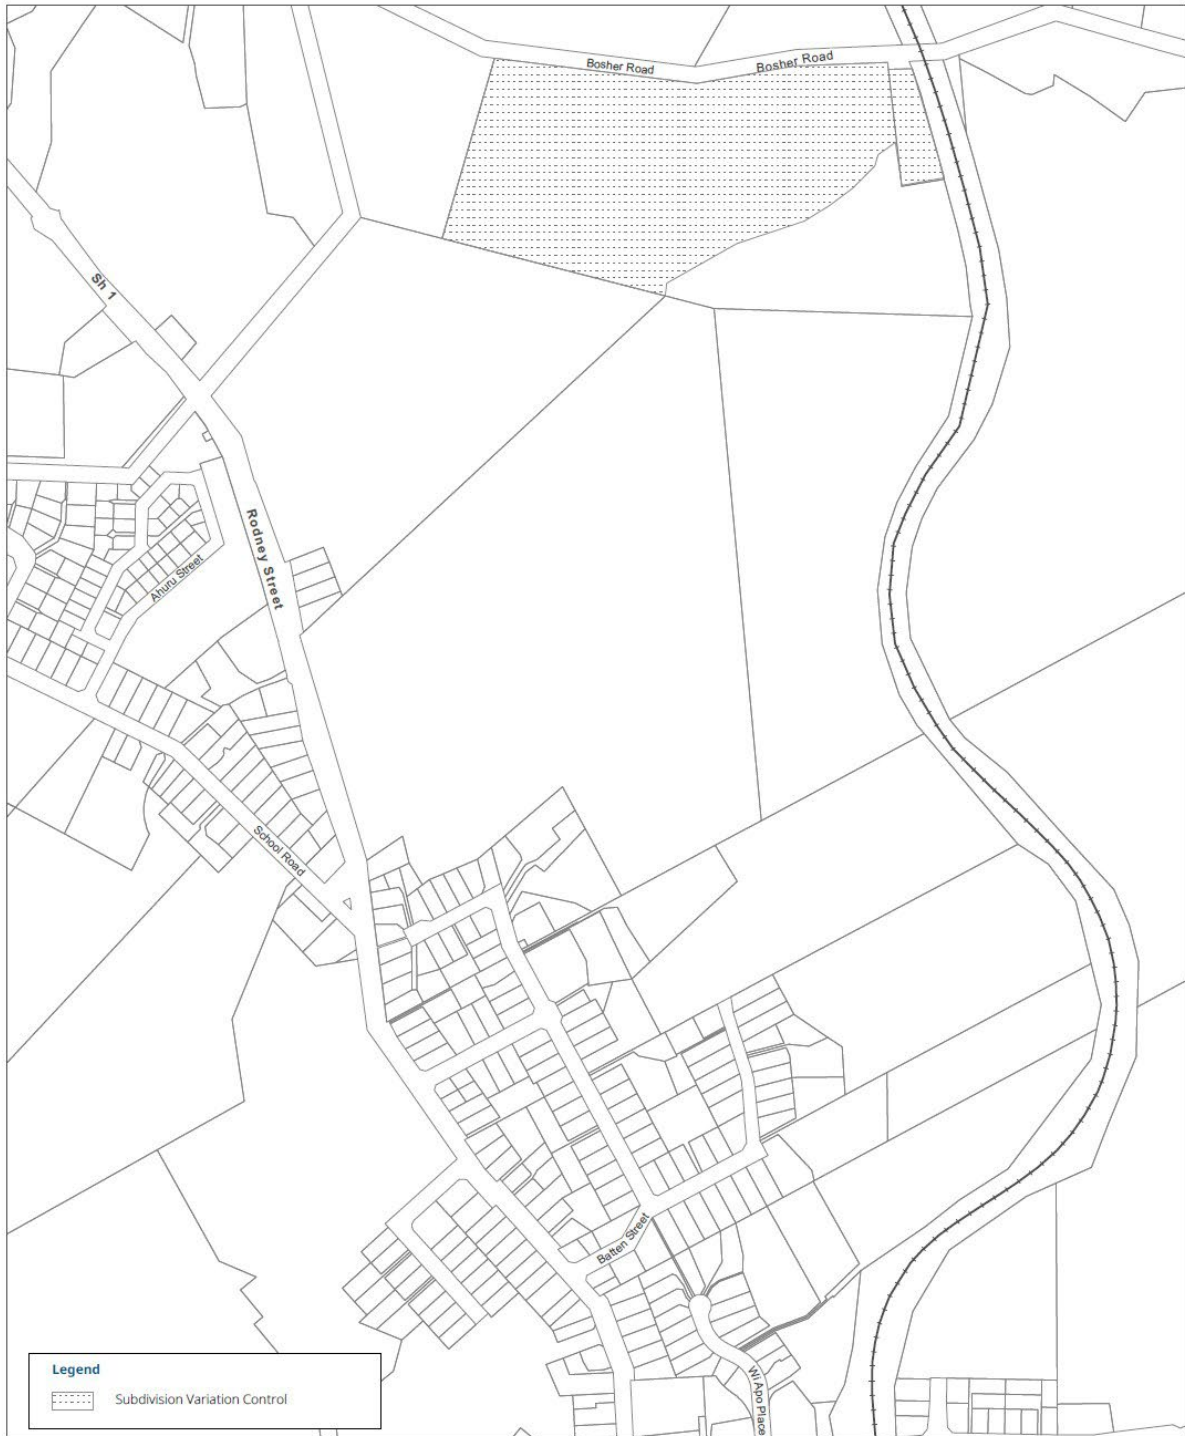 Bosher Road
Bosher Road
Sh 1
Rodney Street
Ahuru Street
School Road
Batten Street
Wi Apo Place
Legend
Subdivision Variation Control